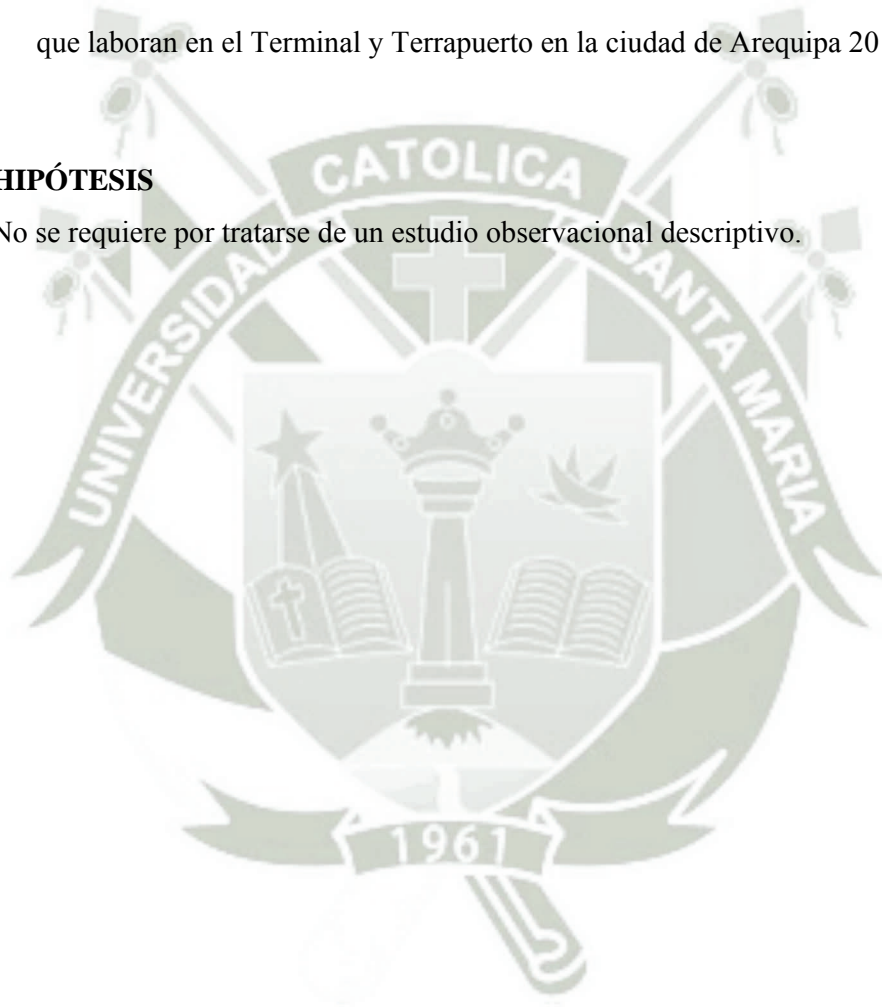 que laboran en el Terminal y Terrapuerto en la ciudad de Arequipa 20
HIPÓTESIS
No se requiere por tratarse de un estudio observacional descriptivo.
UNIVERSIDAD CATOLICA SANTA MARIA
1961